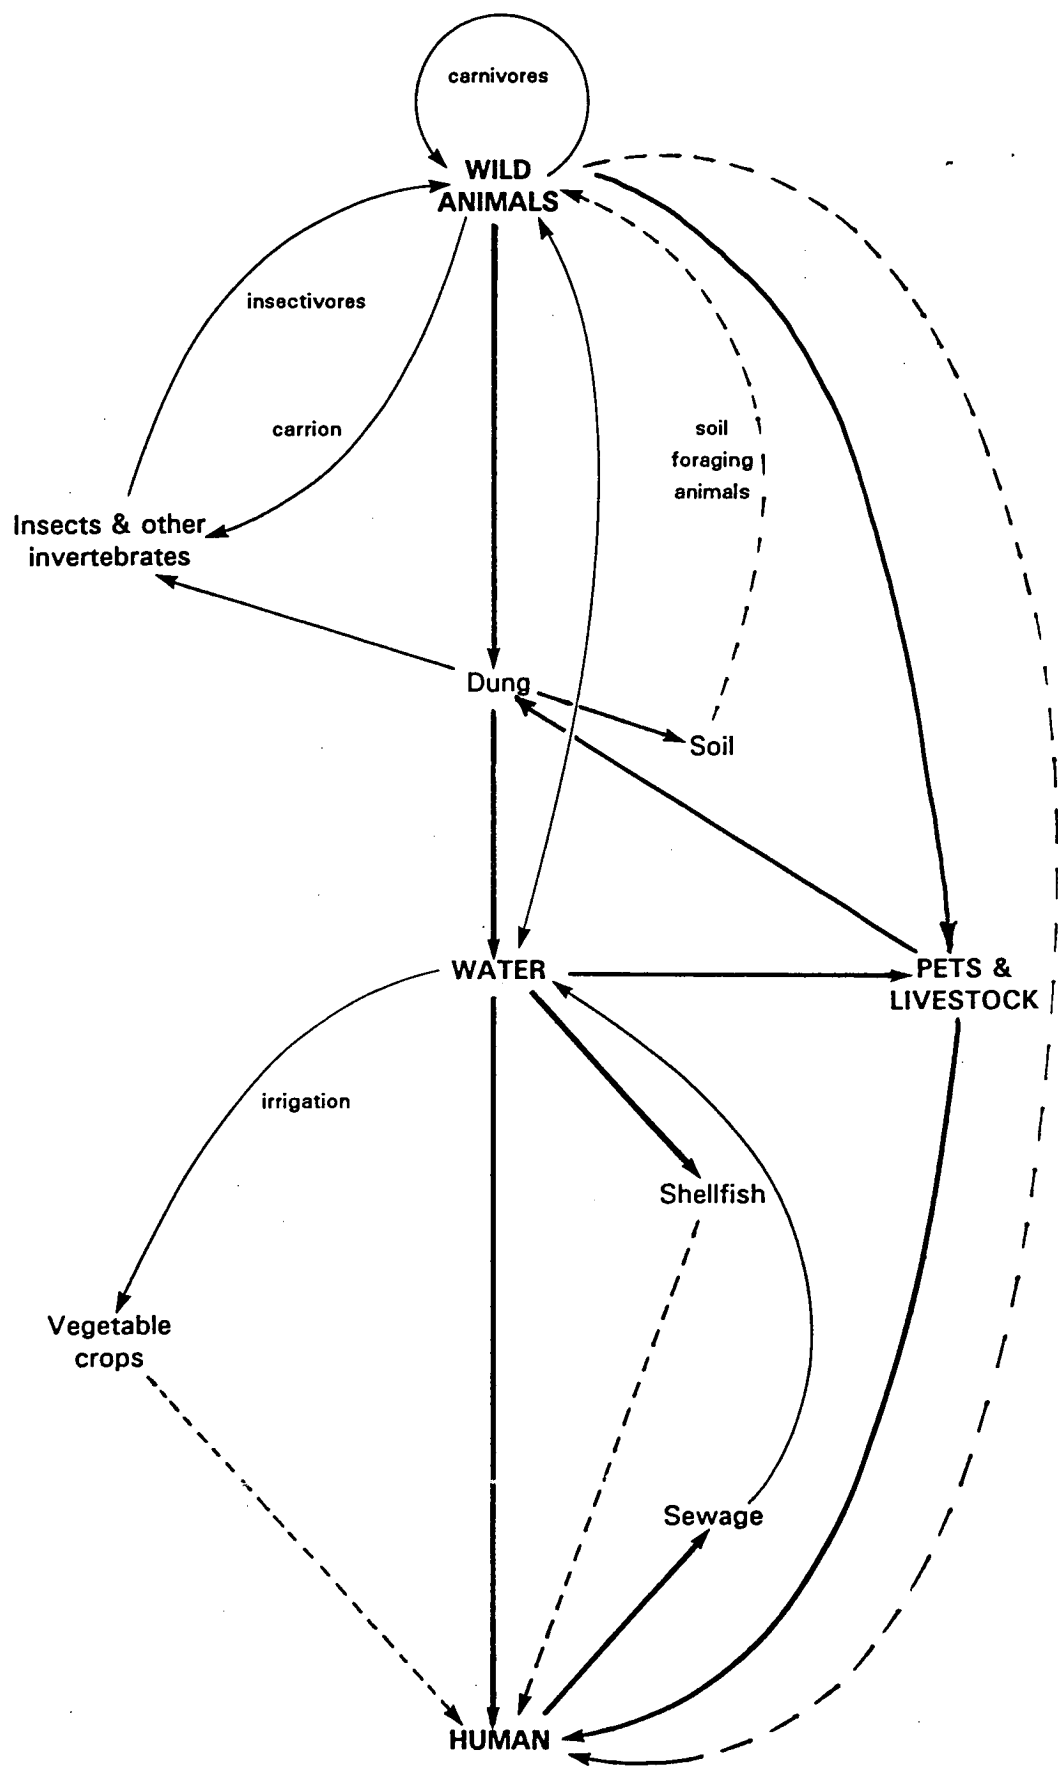 carnivores
WILD
ANIMALS
insectivores
carrion
soil
foraging
animals
Insects & other
invertebrates
Dung
Soil
WATER
PETS &
LIVESTOCK
irrigation
Shellfish
Vegetable
crops
Sewage
HUMAN